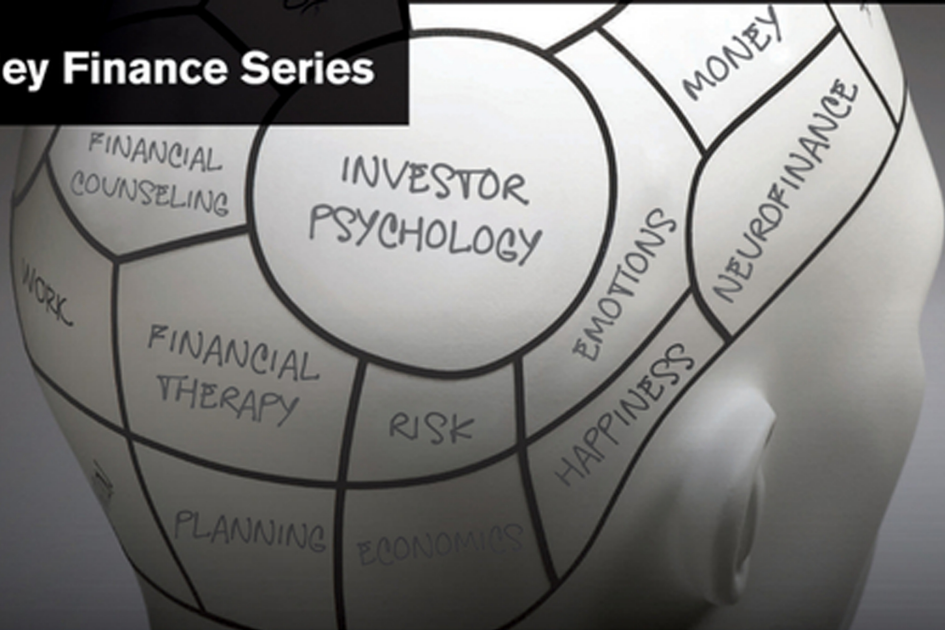 ey Finance Series
MONEY
FINANCIAL
COUNSELING
INVESTOR
PSYCHOLOGY
NEUROFINANCE
EMOTIONS
WORK
FINANCIAL
THERAPY
RISK
HAPPINESS
PLANNING
ECONOMICS